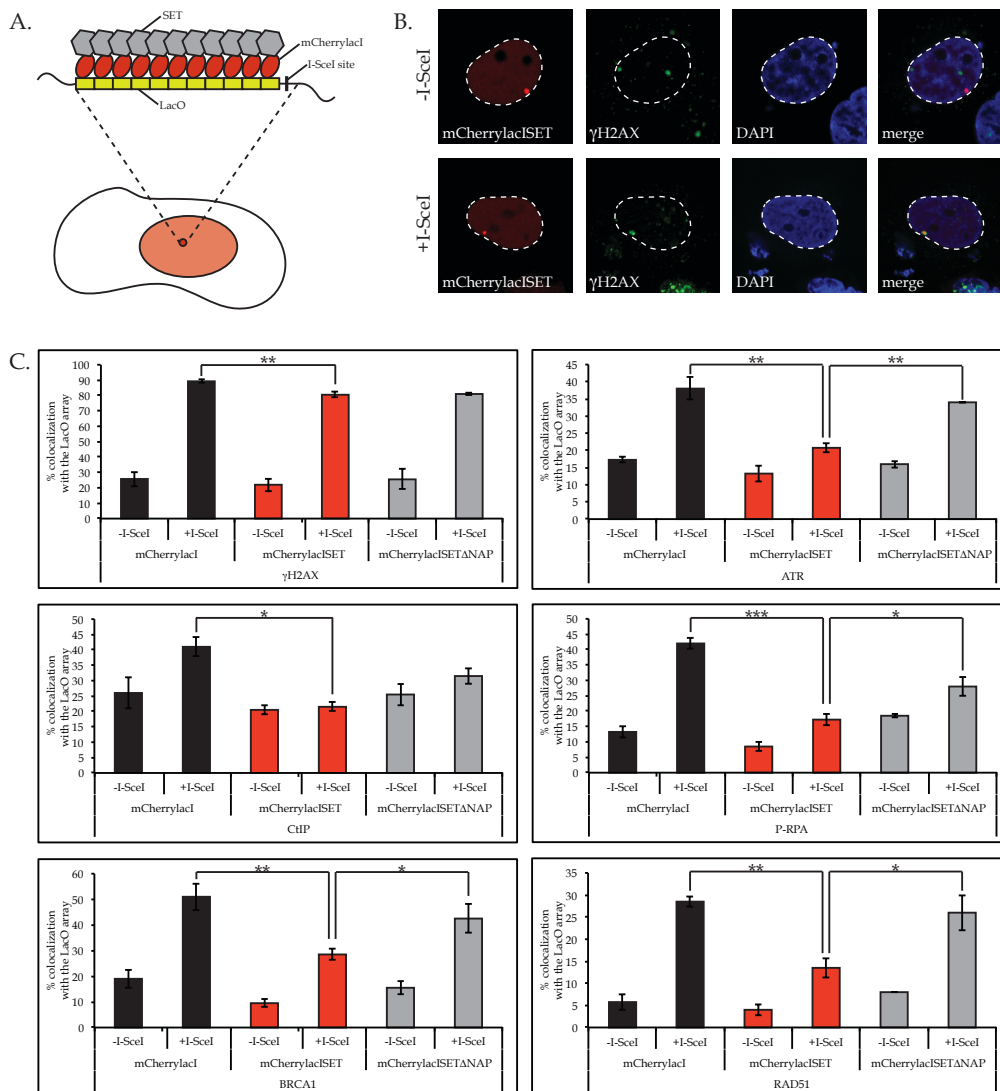 A.
SET
mCherrylacI
I-SceI site
LacO
B.
-I-SceI
mCherrylacISET
γH2AX
DAPI
merge
+I-SceI
mCherrylacISET
γH2AX
DAPI
merge
C.
% colocalization
with the LacO array
100
90
80
70
60
50
40
30
20
10
0
**
-I-SceI +I-SceI -I-SceI +I-SceI -I-SceI +I-SceI
mCherrylacI mCherrylacISET mCherrylacISETΔNAP
γH2AX
% colocalization
with the LacO array
45
40
35
30
25
20
15
10
5
0
** **
-I-SceI +I-SceI -I-SceI +I-SceI -I-SceI +I-SceI
mCherrylacI mCherrylacISET mCherrylacISETΔNAP
ATR
% colocalization
with the LacO array
50
45
40
35
30
25
20
15
10
5
0
*
-I-SceI +I-SceI -I-SceI +I-SceI -I-SceI +I-SceI
mCherrylacI mCherrylacISET mCherrylacISETΔNAP
CtIP
% colocalization
with the LacO array
50
45
40
35
30
25
20
15
10
5
0
*** *
-I-SceI +I-SceI -I-SceI +I-SceI -I-SceI +I-SceI
mCherrylacI mCherrylacISET mCherrylacISETΔNAP
P-RPA
% colocalization
with the LacO array
60
50
40
30
20
10
0
** *
-I-SceI +I-SceI -I-SceI +I-SceI -I-SceI +I-SceI
mCherrylacI mCherrylacISET mCherrylacISETΔNAP
BRCA1
% colocalization
with the LacO array
35
30
25
20
15
10
5
0
** *
-I-SceI +I-SceI -I-SceI +I-SceI -I-SceI +I-SceI
mCherrylacI mCherrylacISET mCherrylacISETΔNAP
RAD51